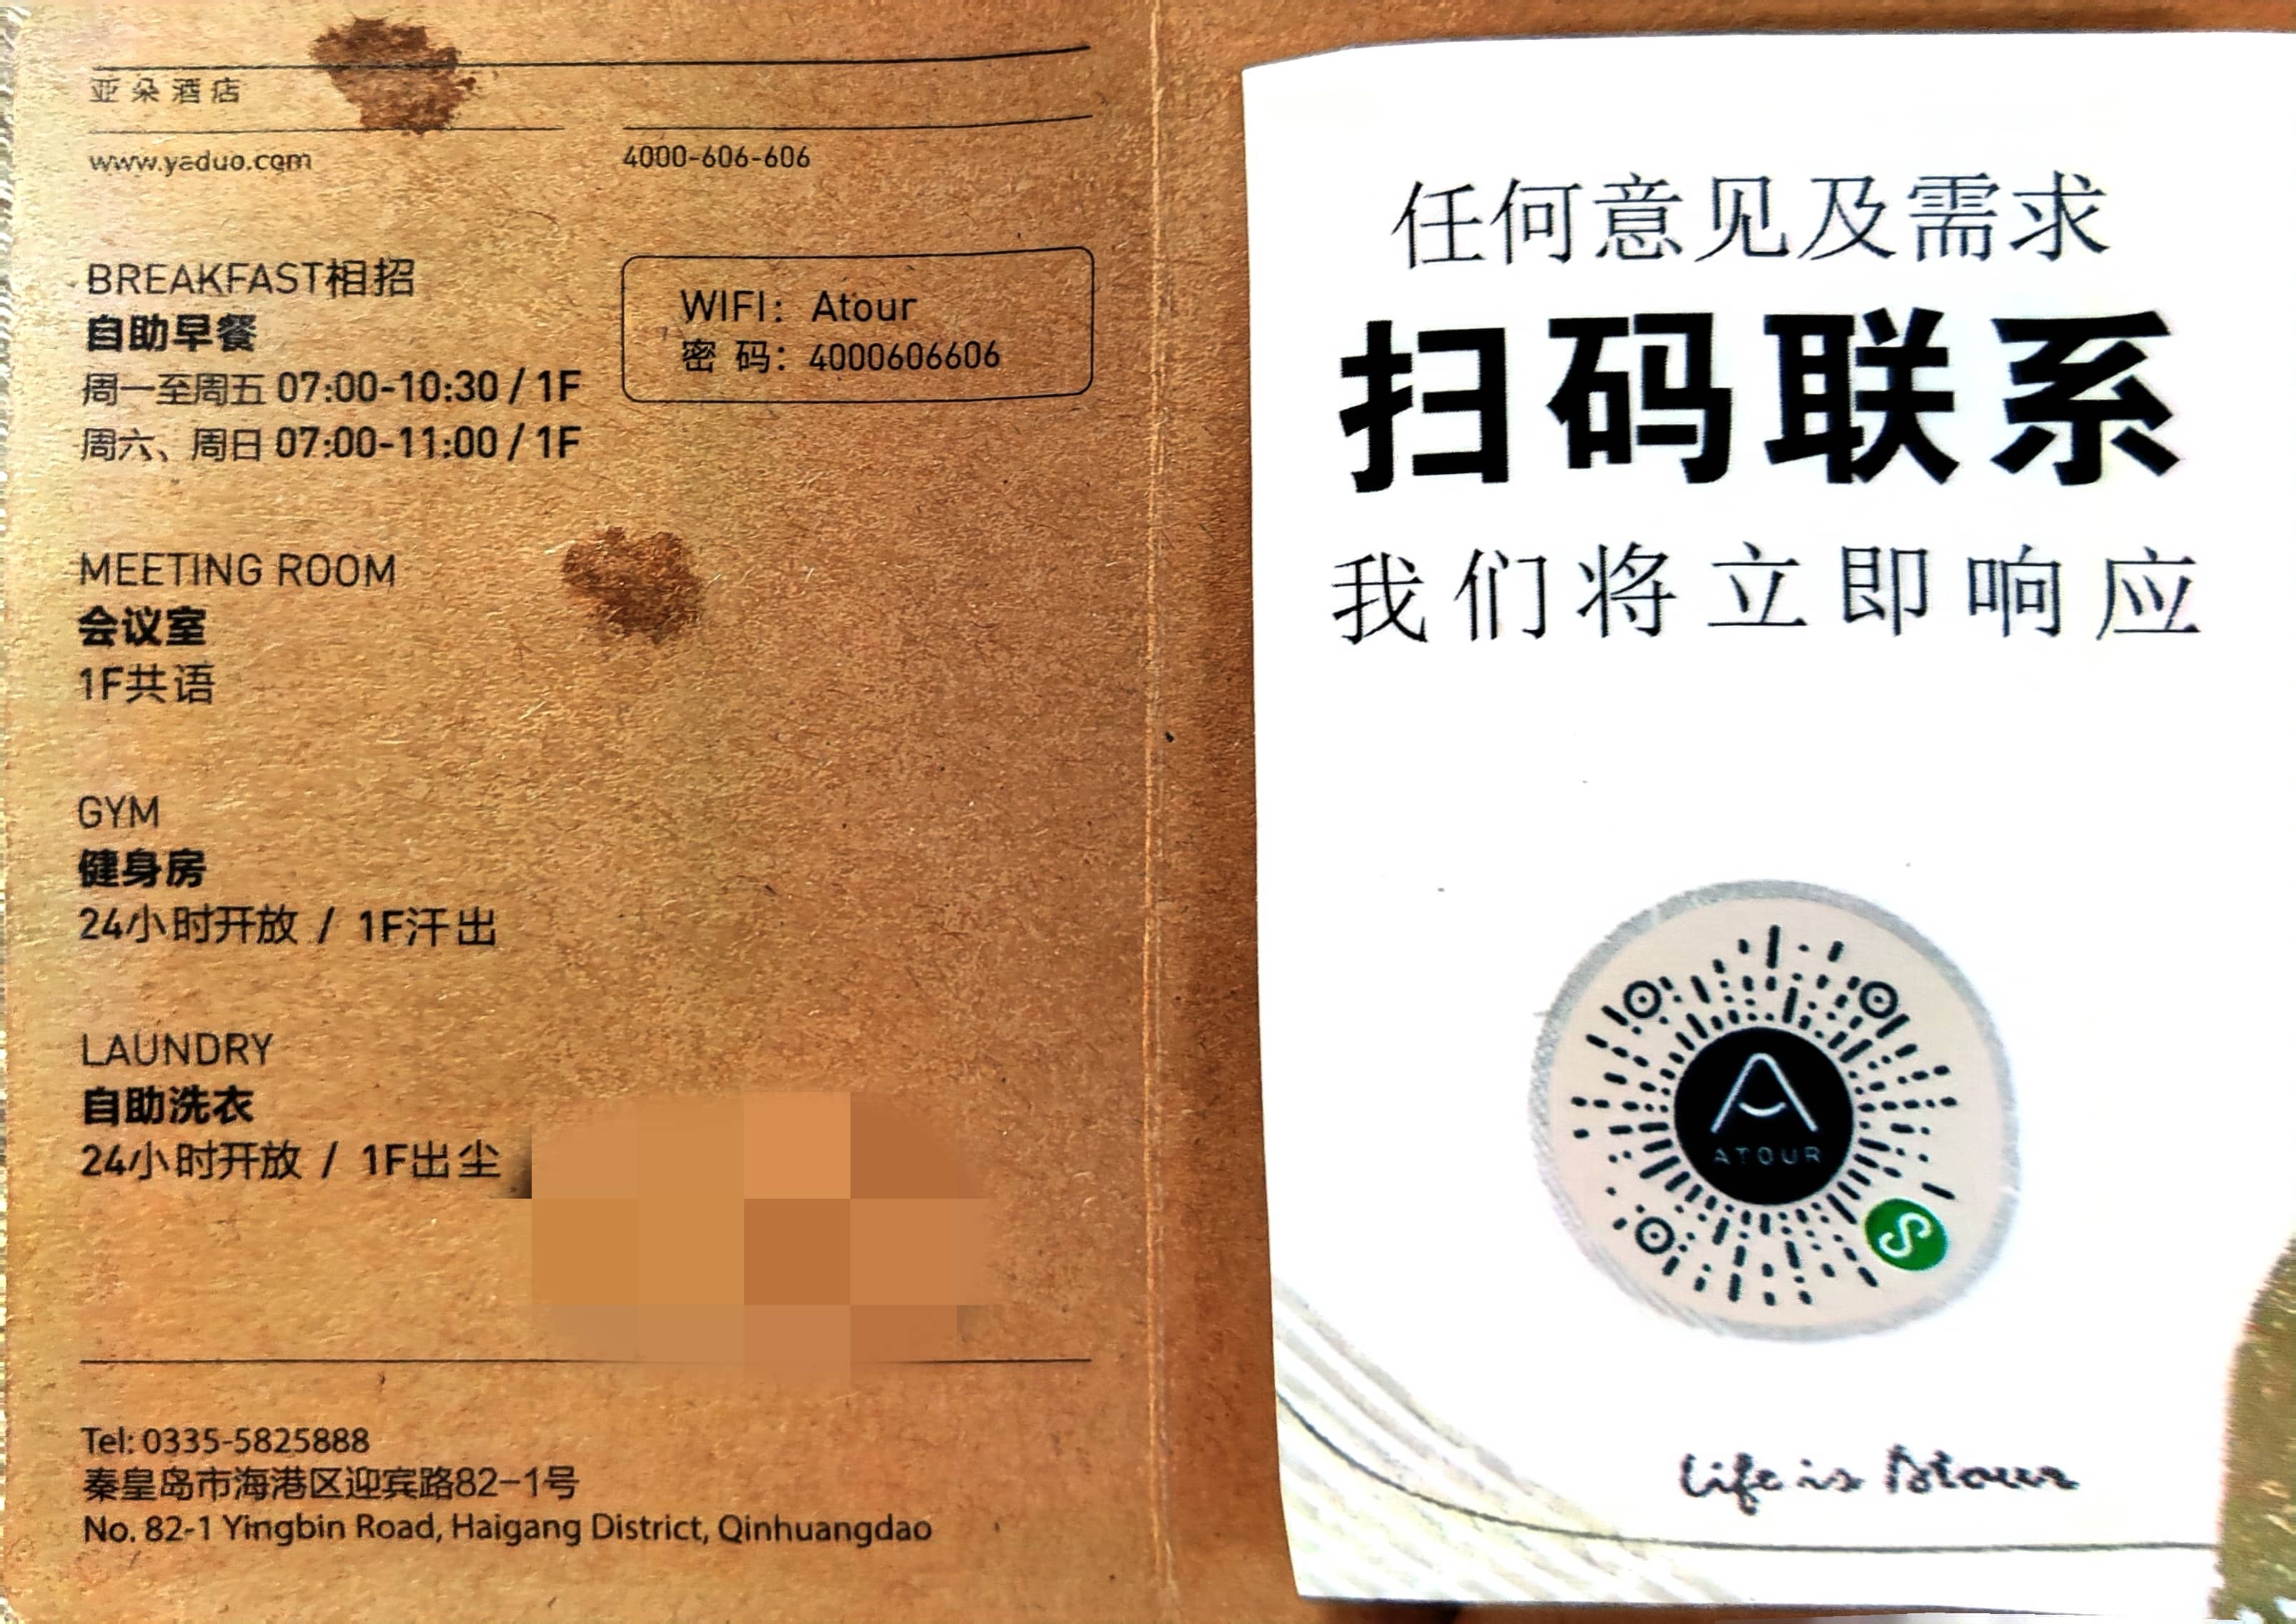 亚朵酒店
www.yaduo.com
4000-606-606
BREAKFAST相招
自助早餐
周一至周五 07:00-10:30 / 1F
周六、周日 07:00-11:00 / 1F
WIFI：Atour
密 码：4000606606
MEETING ROOM
会议室
1F共语
GYM
健身房
24小时开放 / 1F汗出
LAUNDRY
自助洗衣
24小时开放 / 1F出尘
Tel: 0335-5825888
秦皇岛市海港区迎宾路82-1号
No. 82-1 Yingbin Road, Haigang District, Qinhuangdao
任何意见及需求
扫码联系
我们将立即响应
ATOUR
Life is Atour